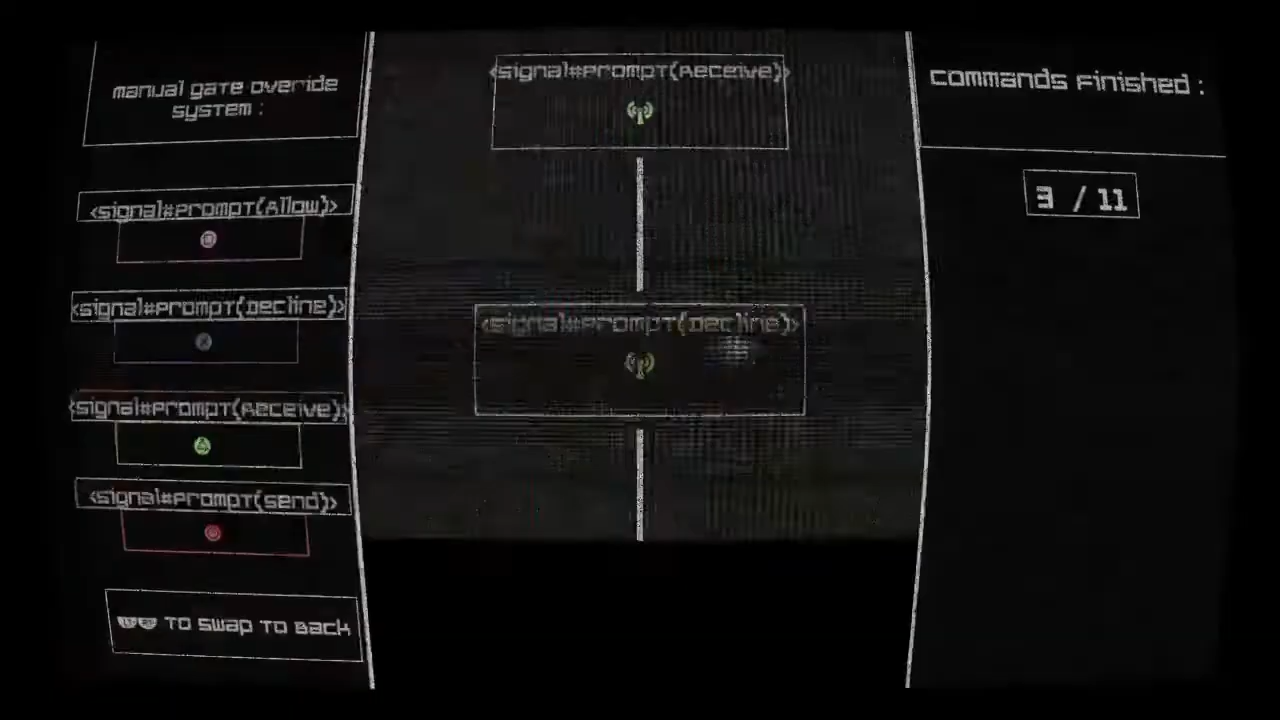 manual gate override
system :
<signal#Prompt(Allow)>
<signal#Prompt(Decline)>
<signal#Prompt(Receive)>
<signal#Prompt(Send)>
to swap to back
<signal#Prompt(Receive)>
<signal#Prompt(Decline)>
commands finished :
3 / 11